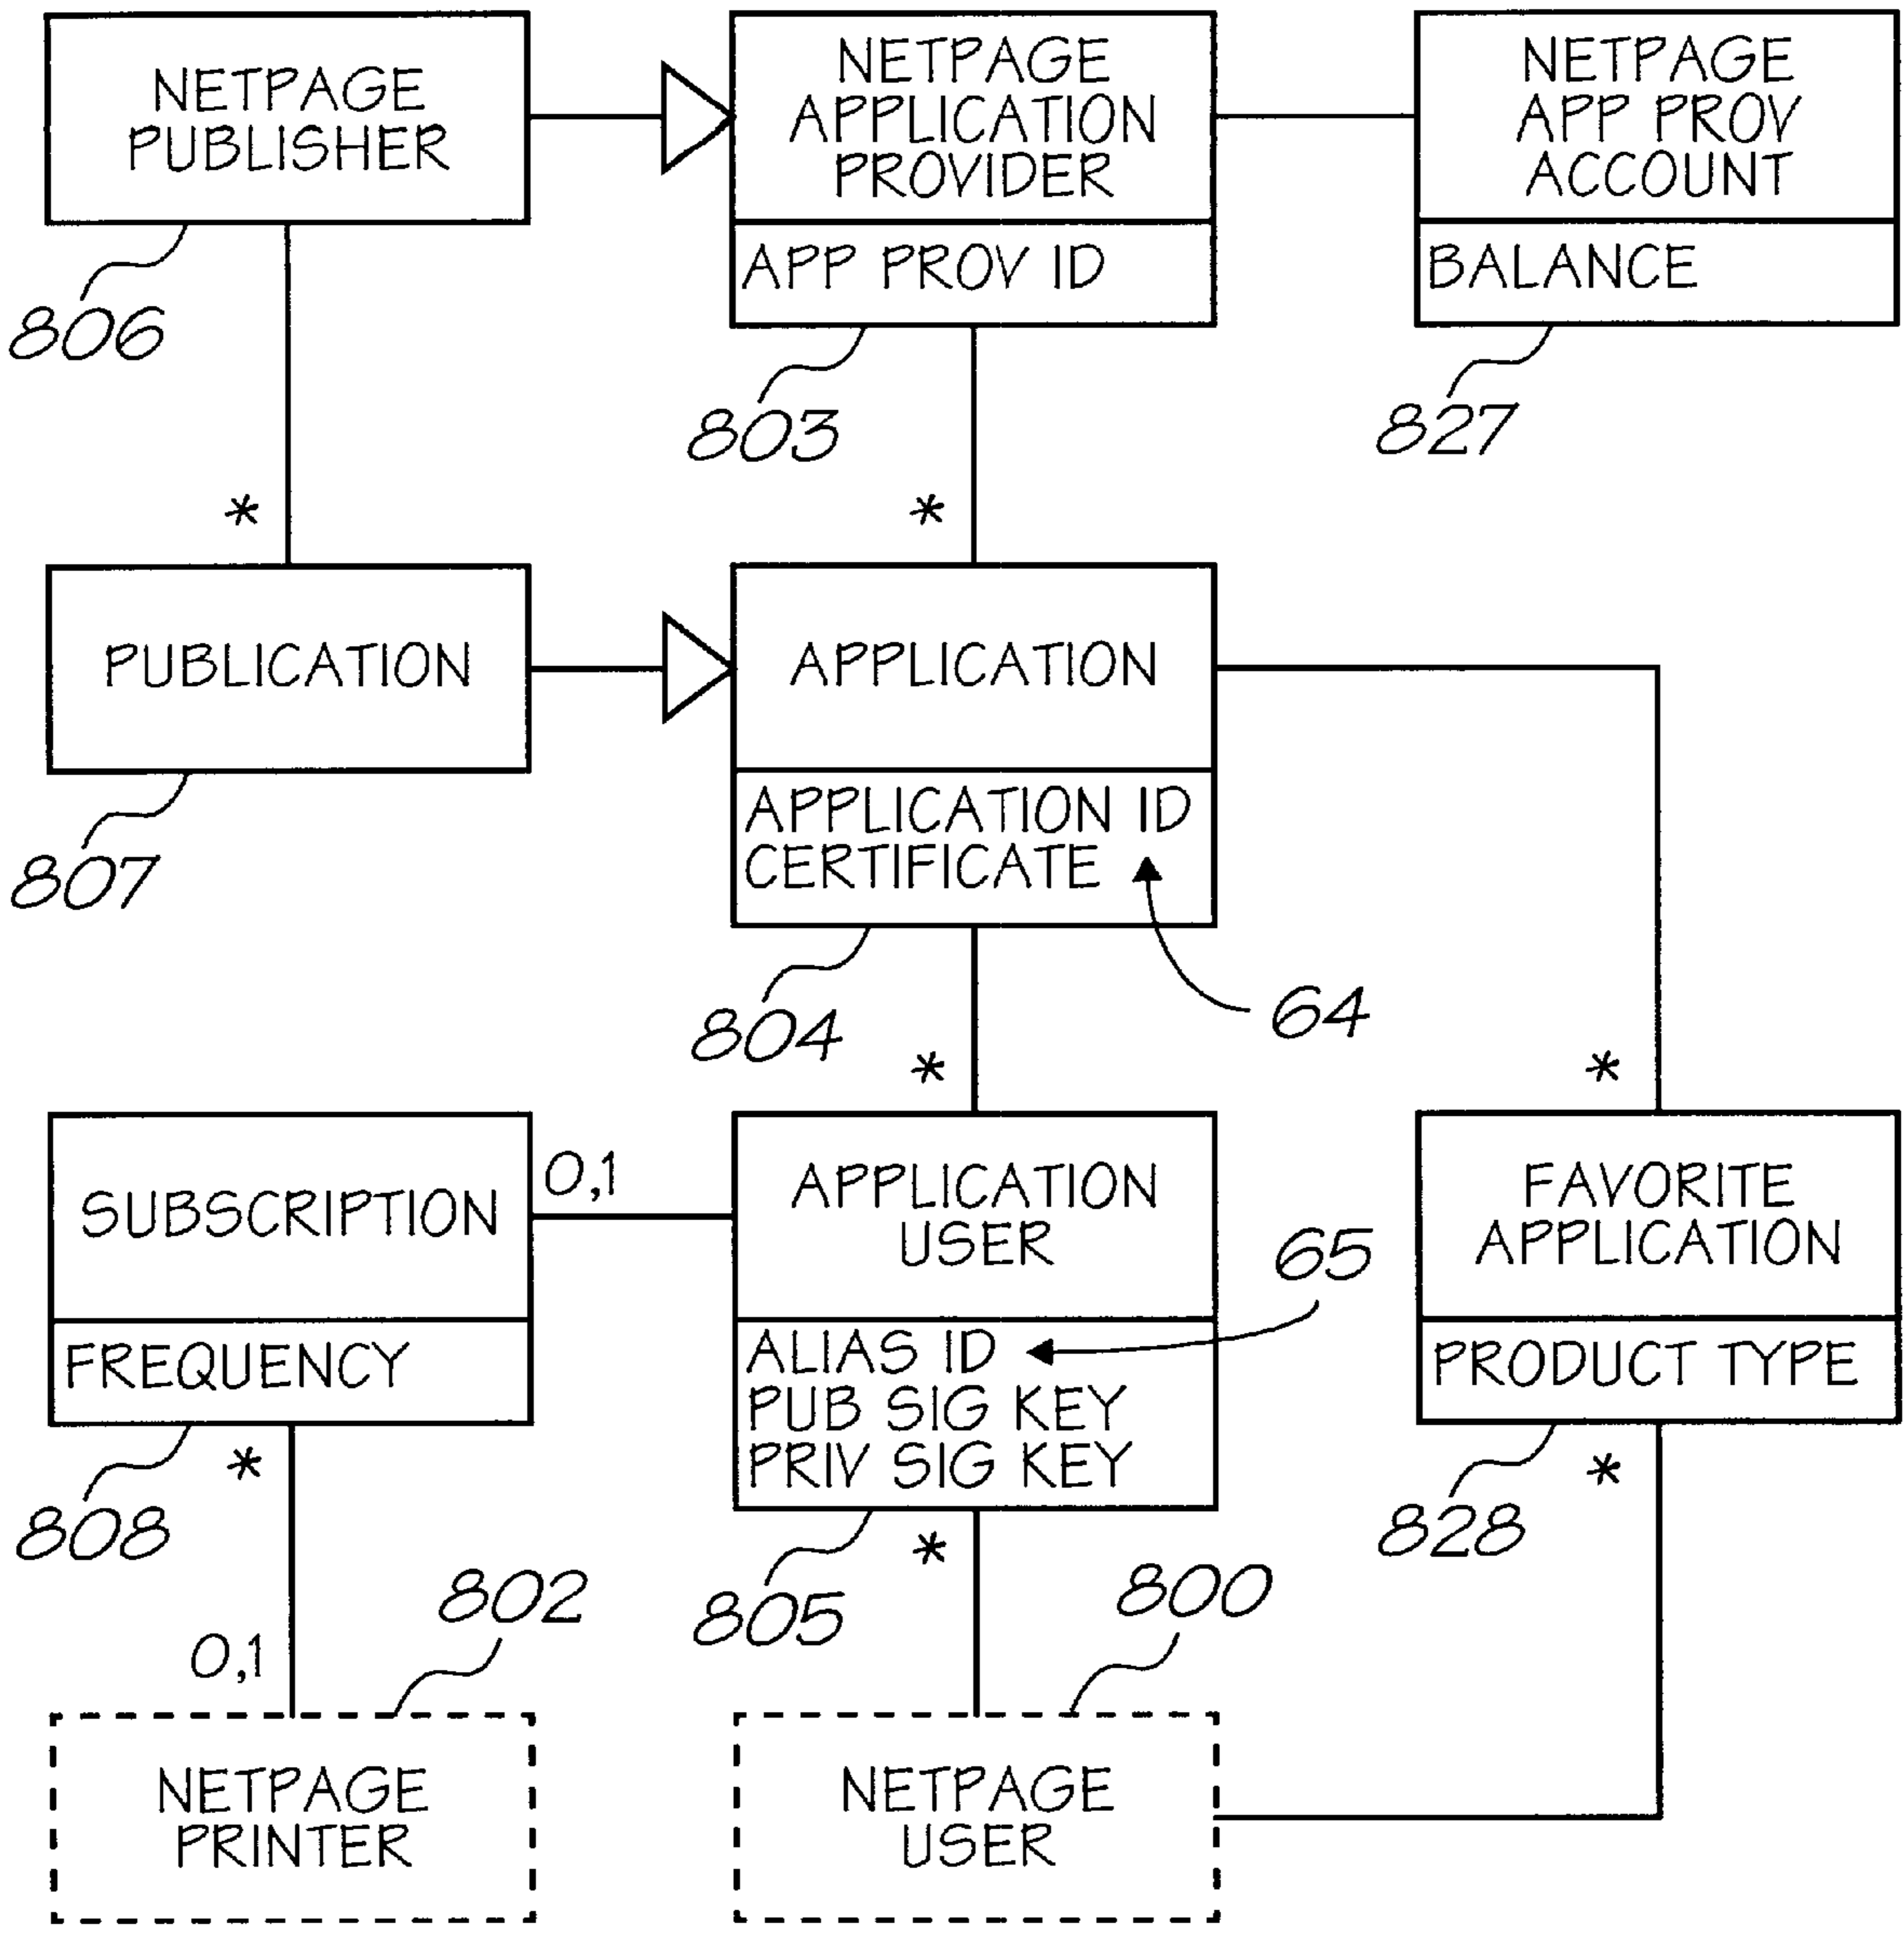 NETPAGE
PUBLISHER
806
NETPAGE
APPLICATION
PROVIDER
APP PROV ID
803
NETPAGE
APP PROV
ACCOUNT
BALANCE
827
*
*
PUBLICATION
807
APPLICATION
APPLICATION ID
CERTIFICATE
804
64
*
*
SUBSCRIPTION
FREQUENCY
808
0,1
APPLICATION
USER
ALIAS ID
PUB SIG KEY
PRIV SIG KEY
65
805
FAVORITE
APPLICATION
PRODUCT TYPE
828
*
*
*
802
800
0,1
NETPAGE
PRINTER
NETPAGE
USER